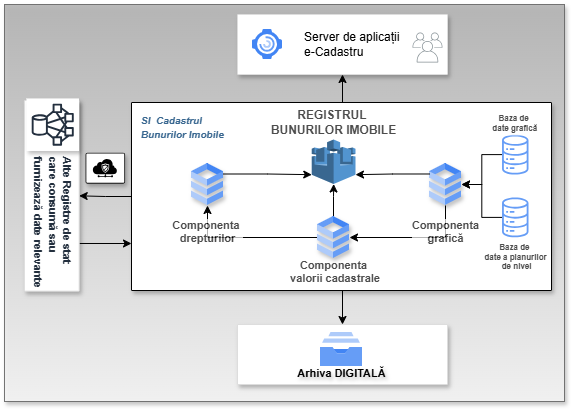 Server de aplicații
e-Cadastru
SI Cadastrul
Bunurilor Imobile
REGISTRUL
BUNURILOR IMOBILE
Baza de
date grafică
Alte Registre de stat
care consumă sau
furnizează date relevante
Componenta
drepturilor
Componenta
grafică
Componenta
valorii cadastrale
Baza de
date a planurilor
de nivel
Arhiva DIGITALĂ